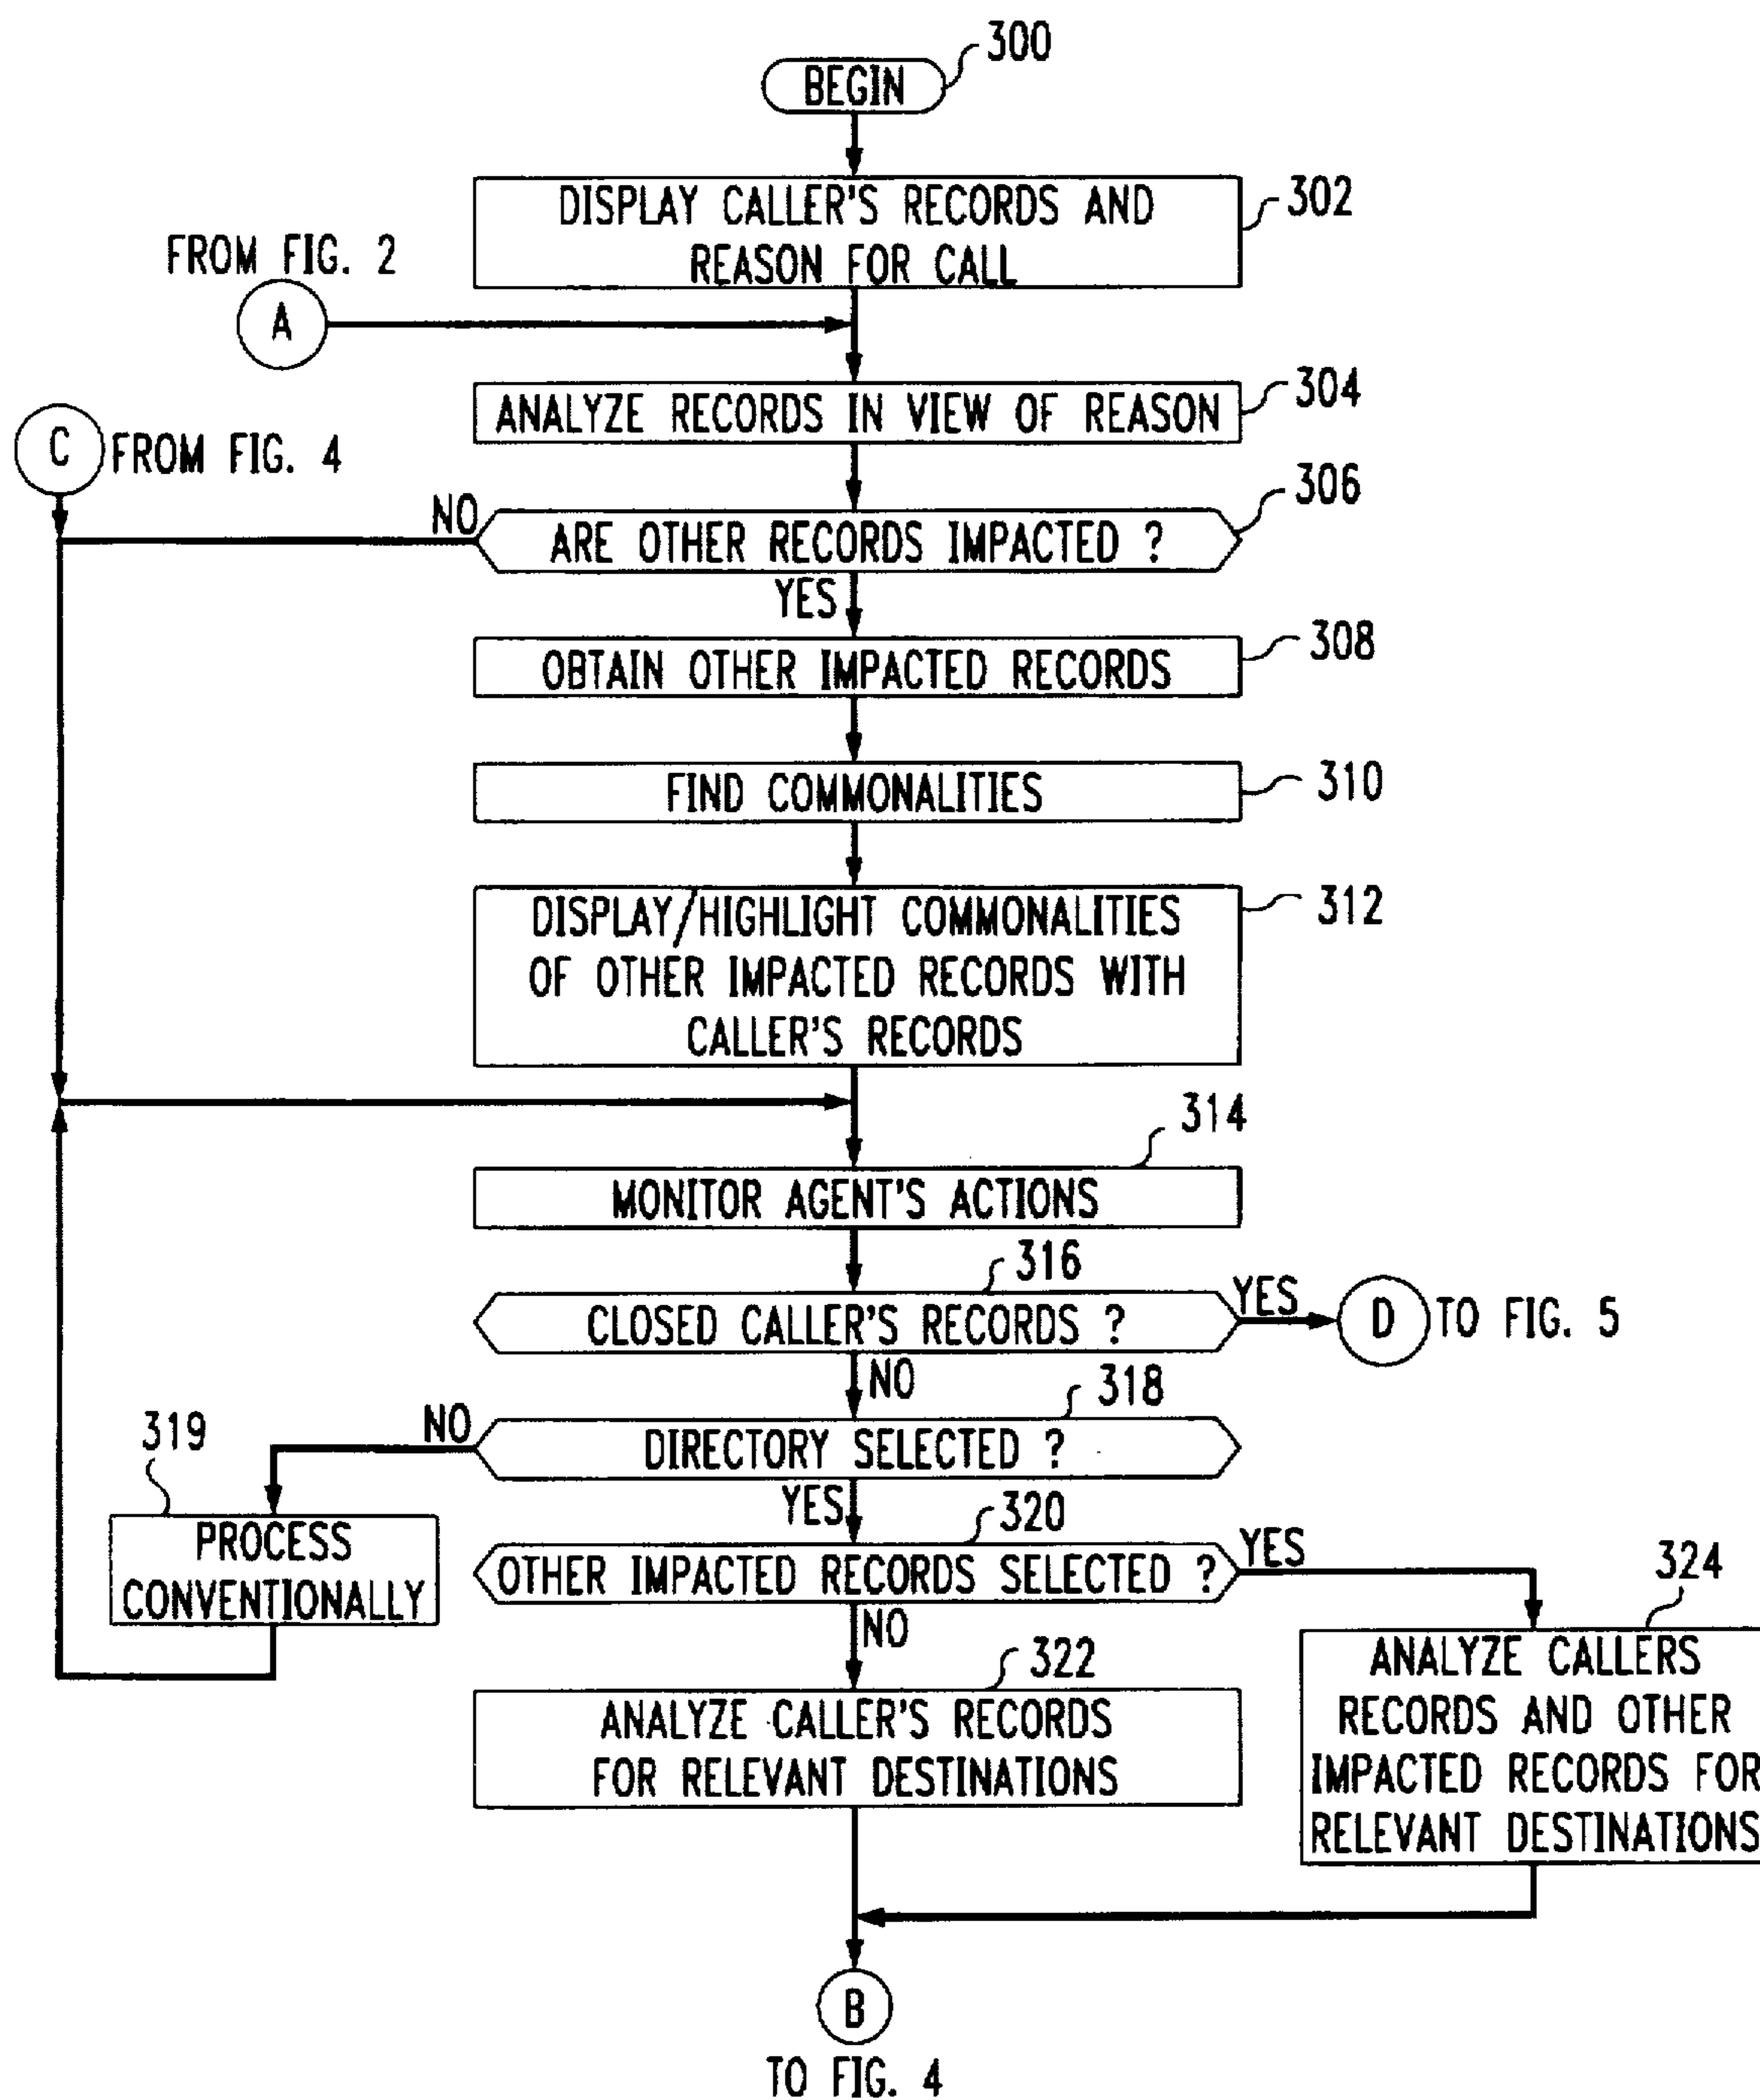 300
BEGIN
DISPLAY CALLER'S RECORDS AND
REASON FOR CALL
302
FROM FIG. 2
A
ANALYZE RECORDS IN VIEW OF REASON
304
C
FROM FIG. 4
306
NO
ARE OTHER RECORDS IMPACTED ?
YES
OBTAIN OTHER IMPACTED RECORDS
308
FIND COMMONALITIES
310
DISPLAY/HIGHLIGHT COMMONALITIES
OF OTHER IMPACTED RECORDS WITH
CALLER'S RECORDS
312
314
MONITOR AGENT'S ACTIONS
316
CLOSED CALLER'S RECORDS ?
YES
D
TO FIG. 5
NO
318
NO
DIRECTORY SELECTED ?
319
PROCESS
CONVENTIONALLY
YES
320
OTHER IMPACTED RECORDS SELECTED ?
YES
324
NO
322
ANALYZE CALLER'S RECORDS
FOR RELEVANT DESTINATIONS
ANALYZE CALLERS
RECORDS AND OTHER
IMPACTED RECORDS FOR
RELEVANT DESTINATIONS
B
TO FIG. 4